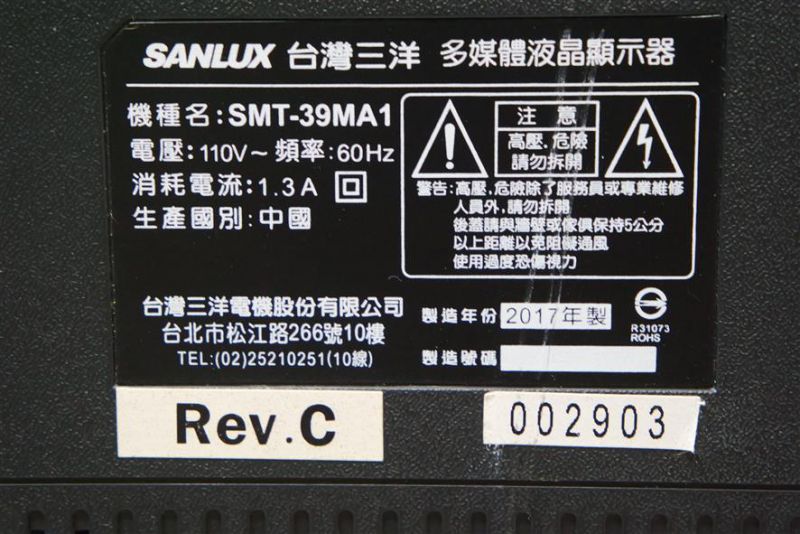 SANLUX 台灣三洋 多媒體液晶顯示器
機種名:SMT-39MA1
電壓:110V~ 頻率:60Hz
消耗電流:1.3A
生產國別:中國
注意
高壓.危險
請勿拆開
警告:高壓,危險除了服務員或專業維修
人員外,請勿拆開
後蓋請與牆壁或傢俱保持5公分
以上距離以免阻礙通風
使用過度恐傷視力
台灣三洋電機股份有限公司
台北市松江路266號10樓
TEL:(02)25210251(10線)
製造年份 2017年製
製造號碼
R31073
ROHS
Rev.C
002903